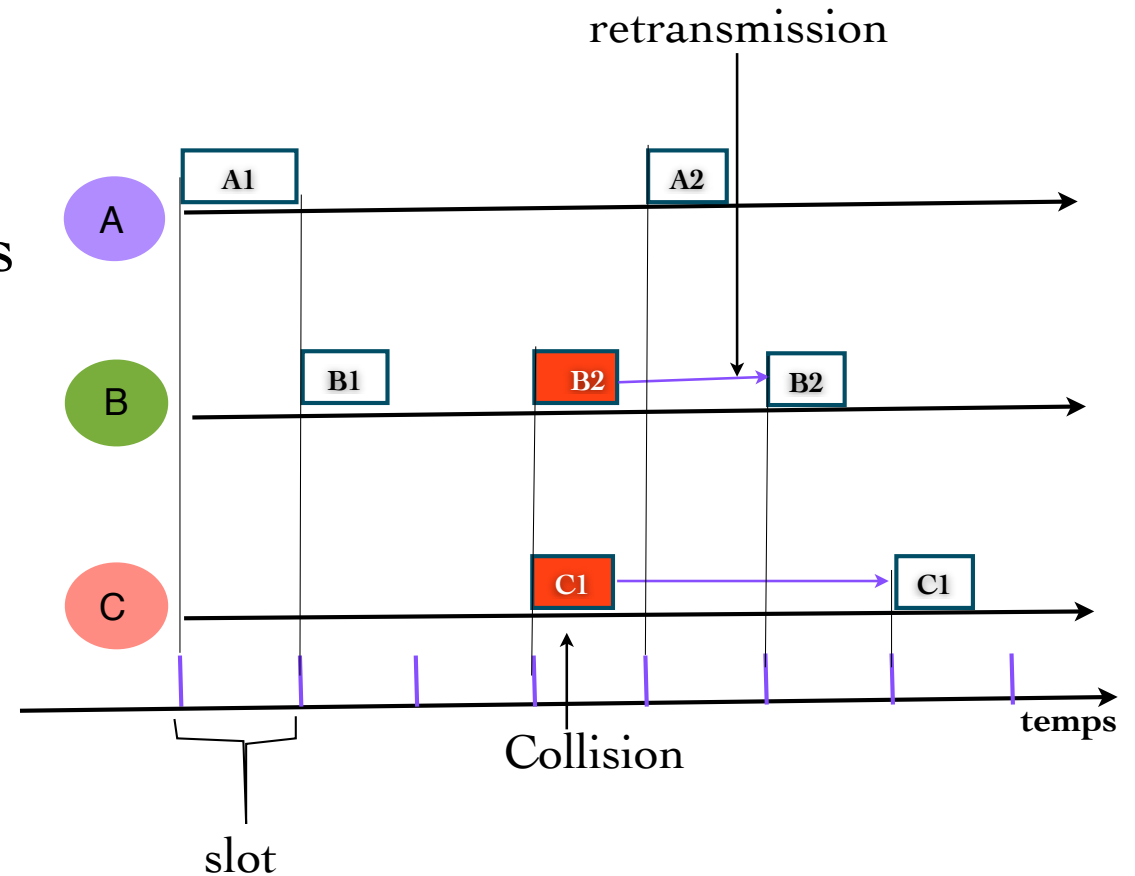 retransmission
A1
A2
A
s
B1
B2
B2
B
C1
C1
C
temps
Collision
slot